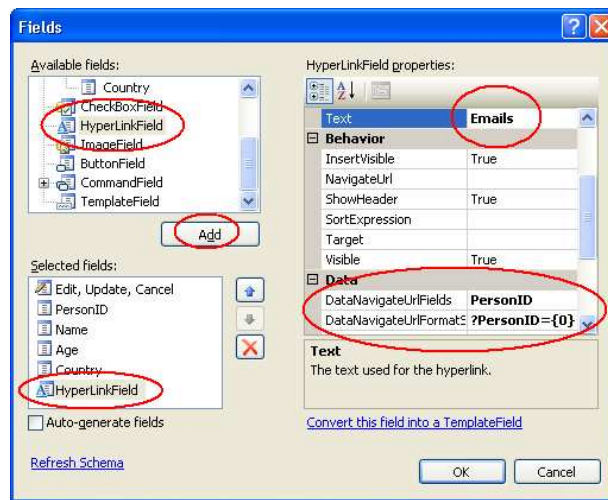 Fields
Available fields:
Country
CheckBoxField
HyperLinkField
ImageField
ButtonField
CommandField
TemplateField
Add
Selected fields:
Edit, Update, Cancel
PersonID
Name
Age
Country
HyperLinkField
Auto-generate fields
Refresh Schema
HyperLinkField properties:
Text Emails
Behavior
InsertVisible True
NavigateUrl
ShowHeader True
SortExpression
Target
Visible True
Data
DataNavigateUrlFields PersonID
DataNavigateUrlFormatS ?PersonID={0}
Text
The text used for the hyperlink.
Convert this field into a TemplateField
OK Cancel